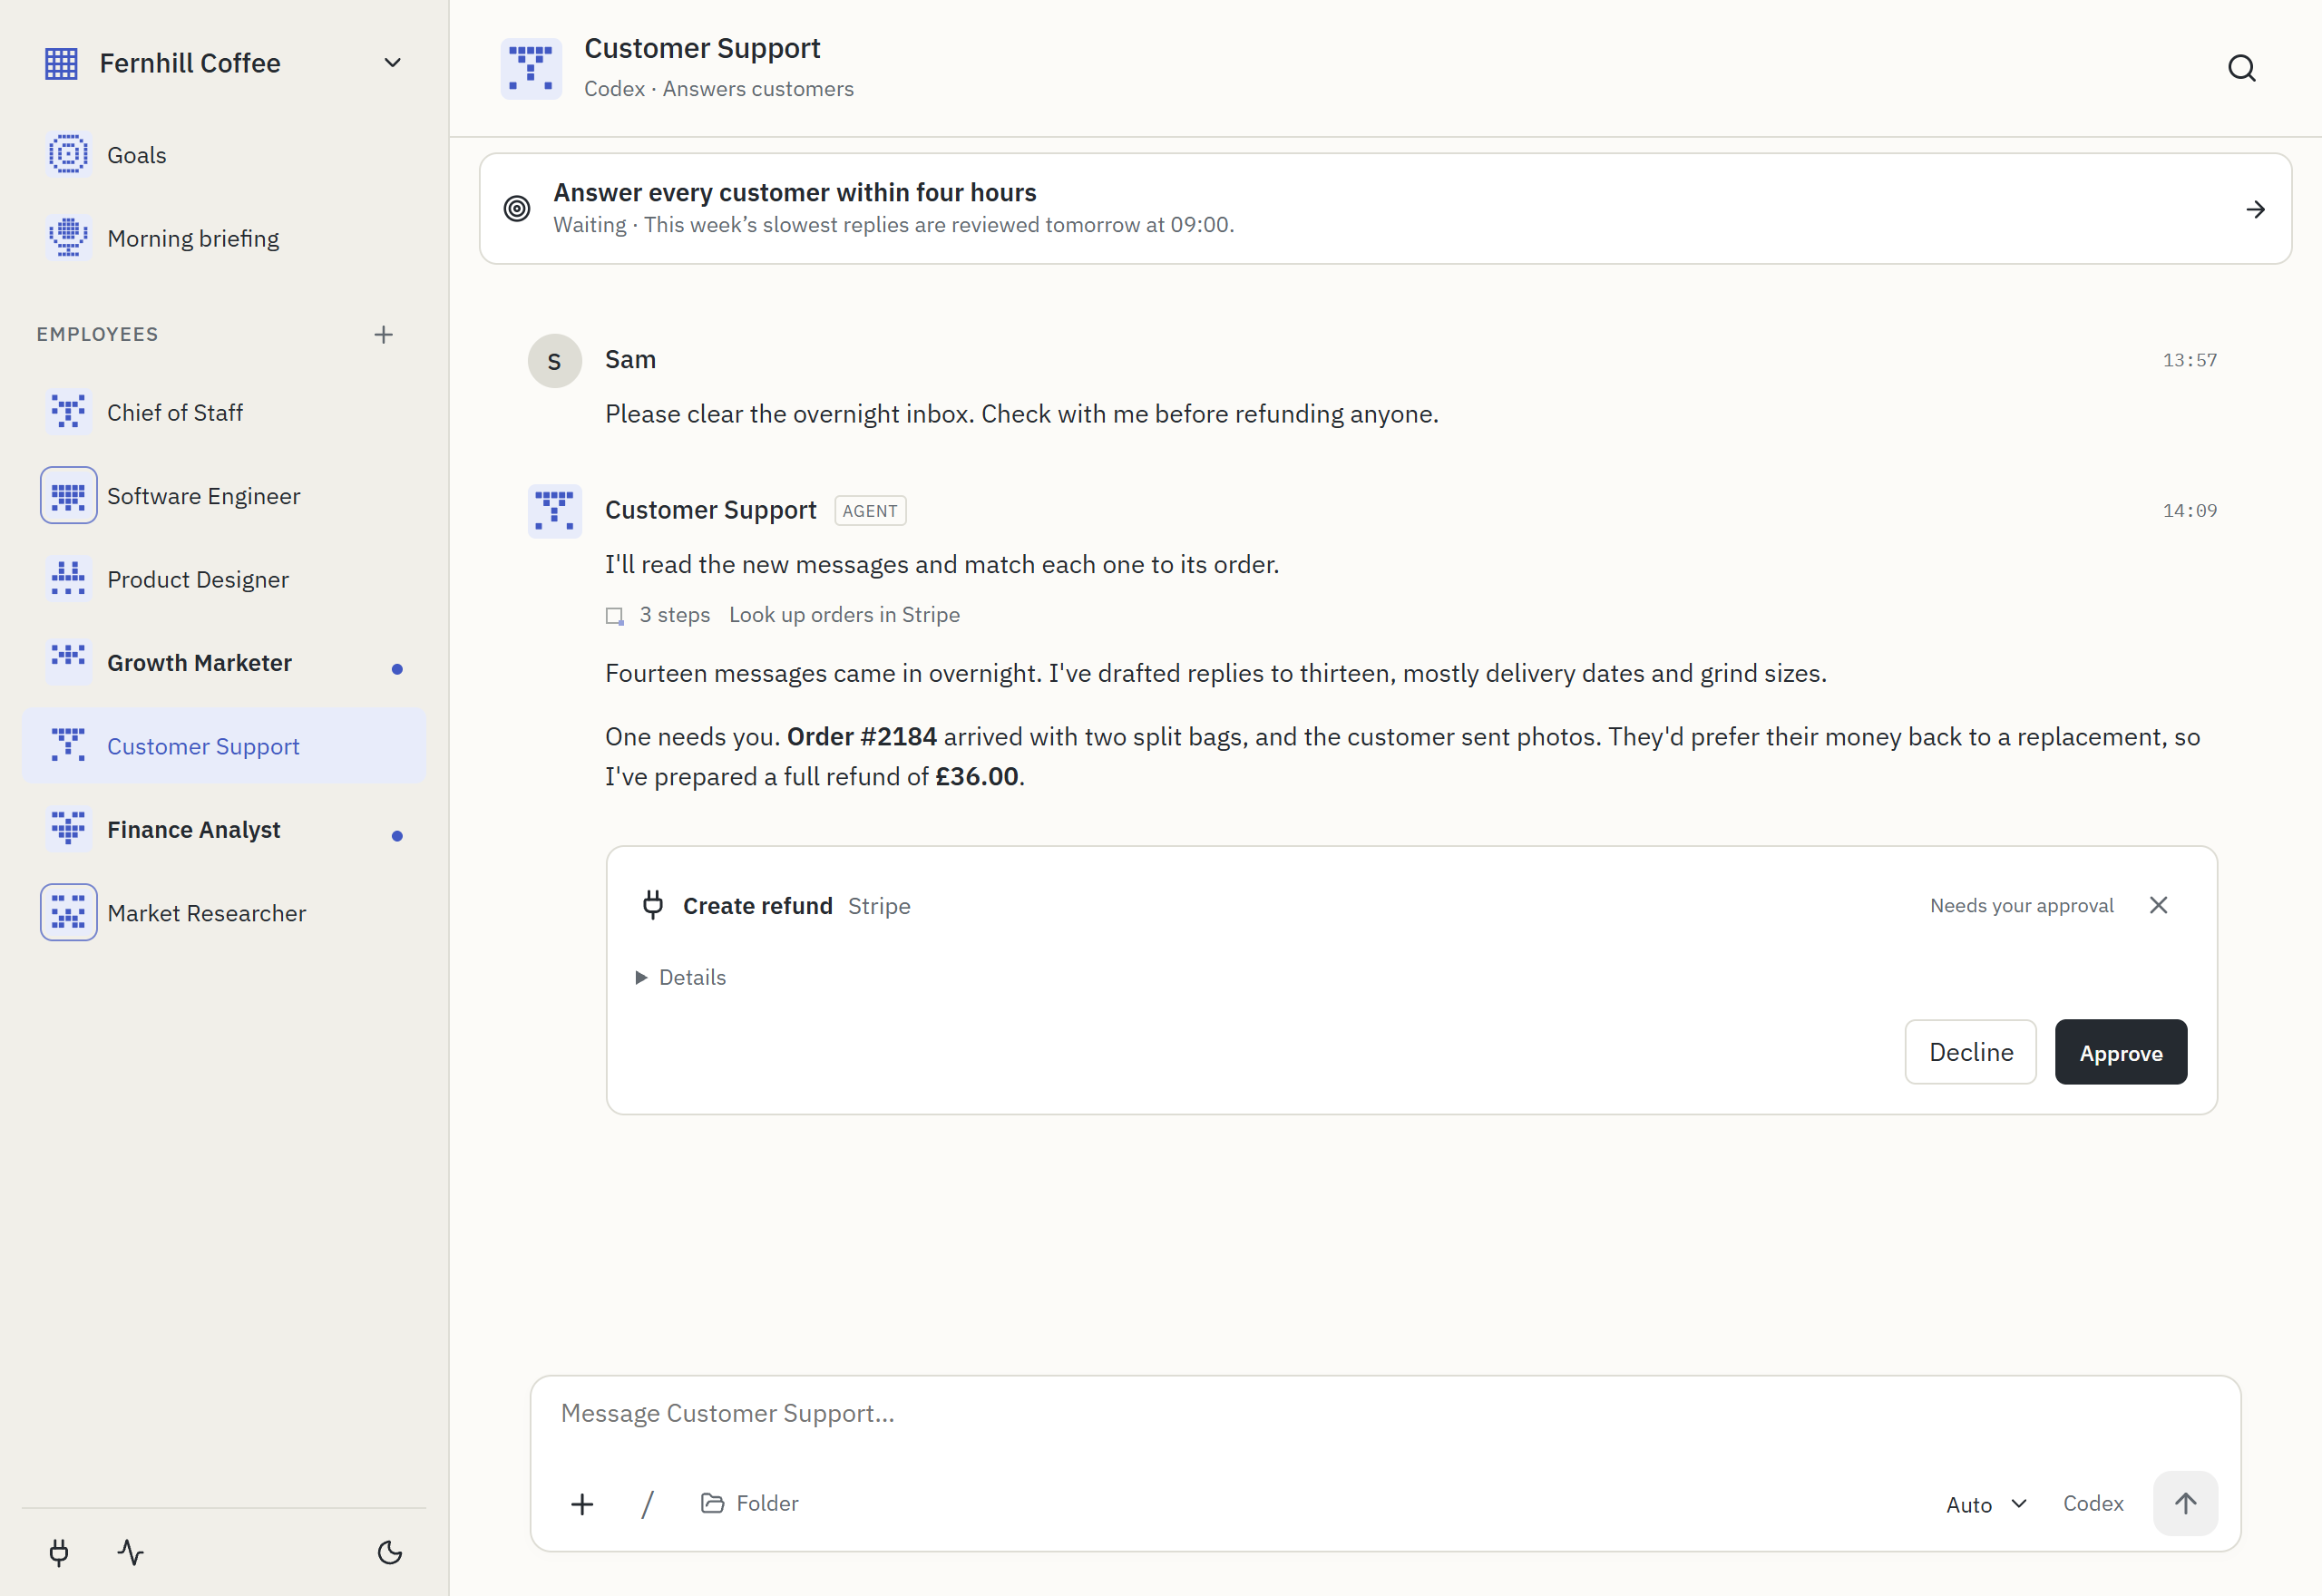 Fernhill Coffee
Goals
Morning briefing
EMPLOYEES
Chief of Staff
Software Engineer
Product Designer
Growth Marketer
Customer Support
Finance Analyst
Market Researcher
Customer Support
Codex · Answers customers
Answer every customer within four hours
Waiting · This week’s slowest replies are reviewed tomorrow at 09:00.
S
Sam
13:57
Please clear the overnight inbox. Check with me before refunding anyone.
Customer Support AGENT
14:09
I'll read the new messages and match each one to its order.
3 steps Look up orders in Stripe
Fourteen messages came in overnight. I've drafted replies to thirteen, mostly delivery dates and grind sizes.
One needs you. Order #2184 arrived with two split bags, and the customer sent photos. They'd prefer their money back to a replacement, so
I've prepared a full refund of £36.00.
Create refund Stripe
Needs your approval
Details
Decline
Approve
Message Customer Support...
/ Folder
Auto
Codex